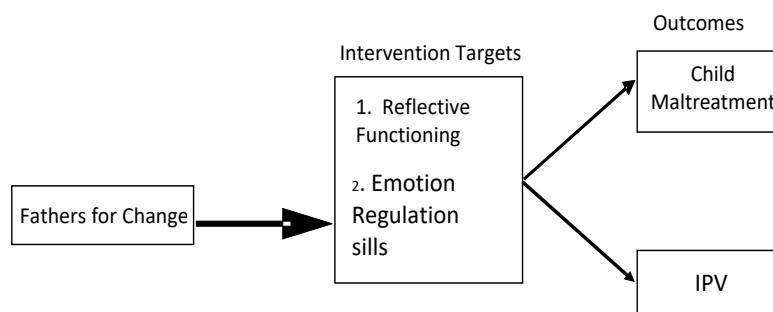 Outcomes
Intervention Targets
Child
Maltreatment
1. Reflective
Functioning
2. Emotion
Regulation
sills
Fathers for Change
IPV